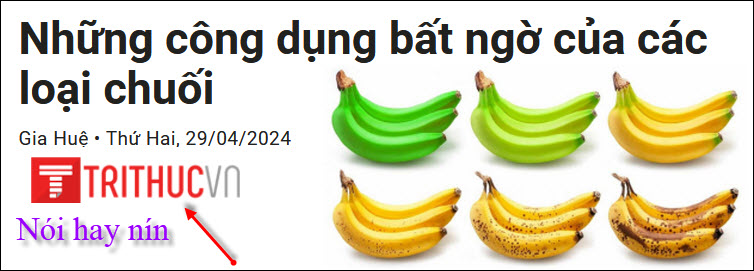 Những công dụng bất ngờ của các
loại chuối
Gia Huệ • Thứ Hai, 29/04/2024
TRITHUCVN
Nói hay nín